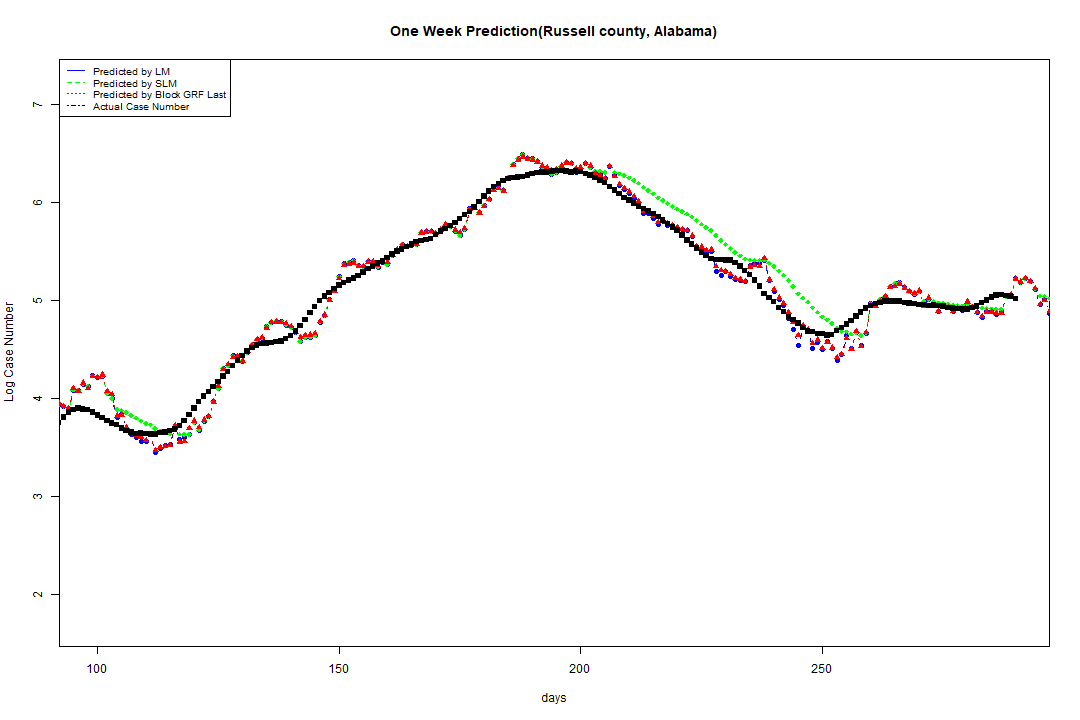 One Week Prediction(Russell county, Alabama)
Predicted by LM
Predicted by SLM
Predicted by Block GRF Last
Actual Case Number
7
6
5
4
3
2
Log Case Number
100
150
200
250
days